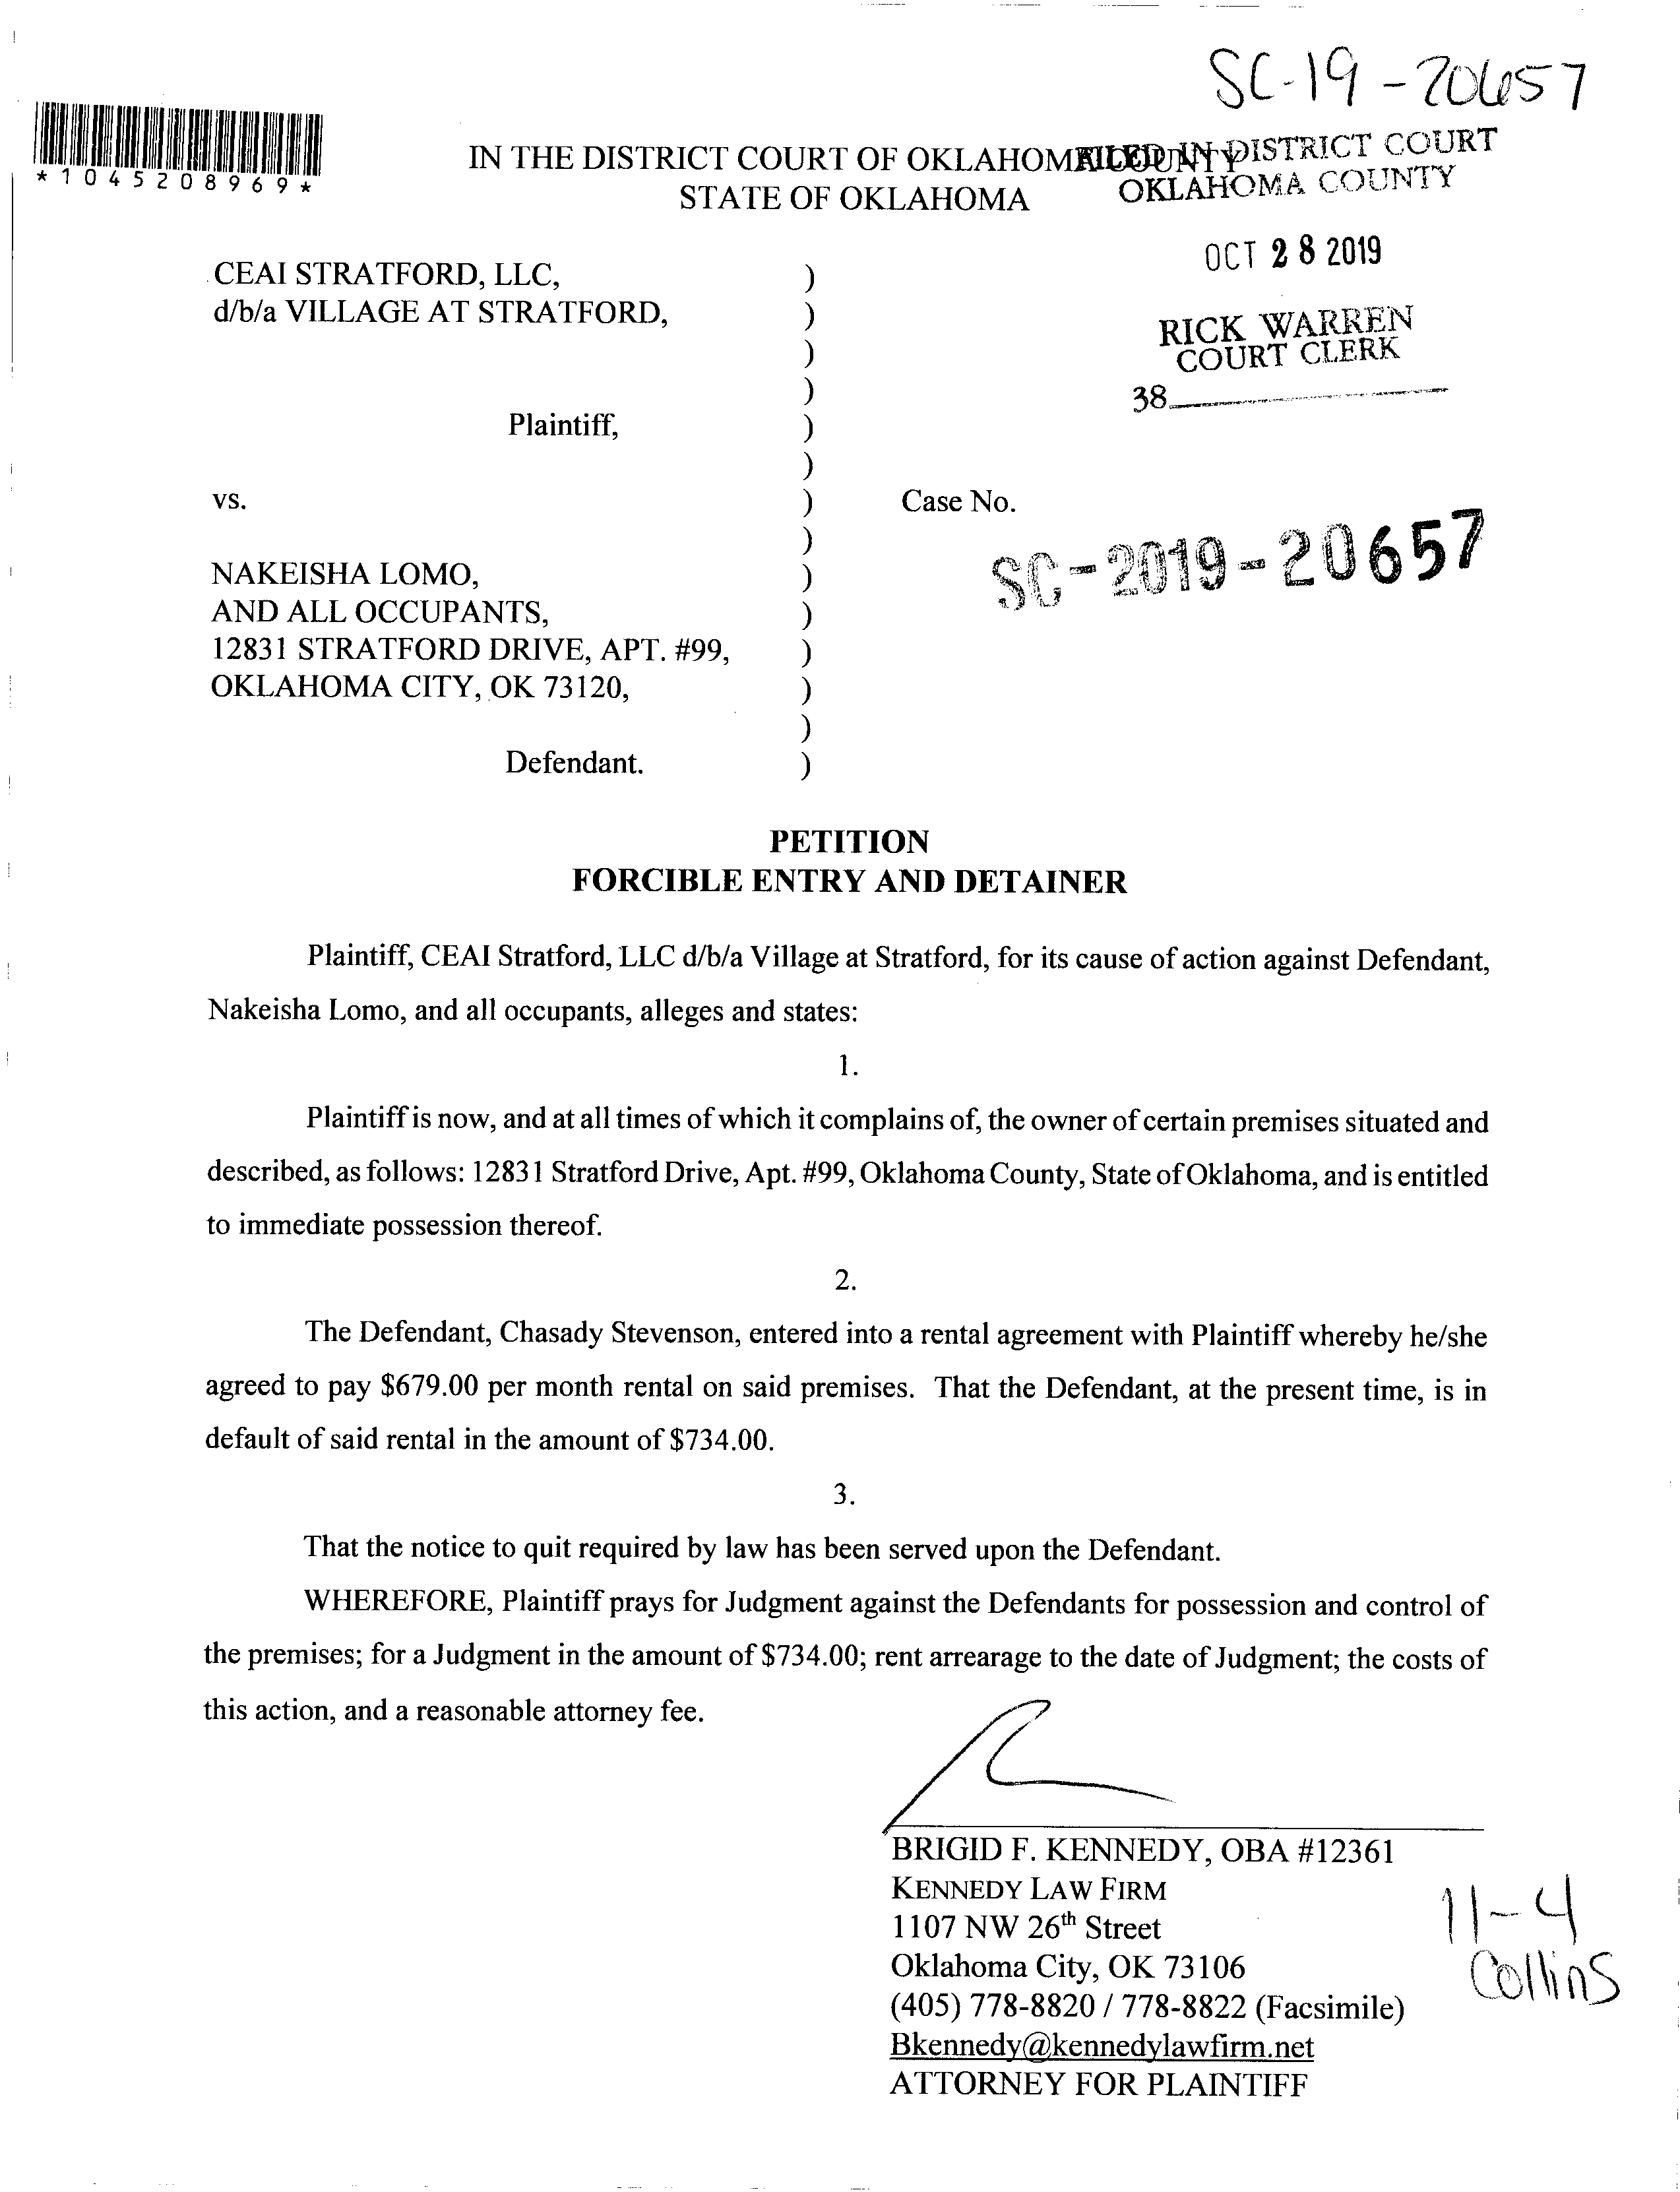 SC-19-20657
*1045208969*
IN THE DISTRICT COURT OF OKLAHOMA COUNTY
STATE OF OKLAHOMA
FILED IN DISTRICT COURT
OKLAHOMA COUNTY
OCT 28 2019
RICK WARREN
COURT CLERK
38
CEAI STRATFORD, LLC, )
d/b/a VILLAGE AT STRATFORD, )
)
)
Plaintiff, )
)
vs. ) Case No.
)
SC-2019-20657
NAKEISHA LOMO, )
AND ALL OCCUPANTS, )
12831 STRATFORD DRIVE, APT. #99, )
OKLAHOMA CITY, OK 73120, )
)
Defendant. )
PETITION
FORCIBLE ENTRY AND DETAINER
Plaintiff, CEAI Stratford, LLC d/b/a Village at Stratford, for its cause of action against Defendant,
Nakeisha Lomo, and all occupants, alleges and states:
1.
Plaintiff is now, and at all times of which it complains of, the owner of certain premises situated and
described, as follows: 12831 Stratford Drive, Apt. #99, Oklahoma County, State of Oklahoma, and is entitled
to immediate possession thereof.
2.
The Defendant, Chasady Stevenson, entered into a rental agreement with Plaintiff whereby he/she
agreed to pay $679.00 per month rental on said premises. That the Defendant, at the present time, is in
default of said rental in the amount of $734.00.
3.
That the notice to quit required by law has been served upon the Defendant.
WHEREFORE, Plaintiff prays for Judgment against the Defendants for possession and control of
the premises; for a Judgment in the amount of $734.00; rent arrearage to the date of Judgment; the costs of
this action, and a reasonable attorney fee.
BRIGID F. KENNEDY, OBA #12361
KENNEDY LAW FIRM
1107 NW 26th Street
Oklahoma City, OK 73106
(405) 778-8820 / 778-8822 (Facsimile)
Bkennedy@kennedylawfirm.net
ATTORNEY FOR PLAINTIFF
11-4
Collins